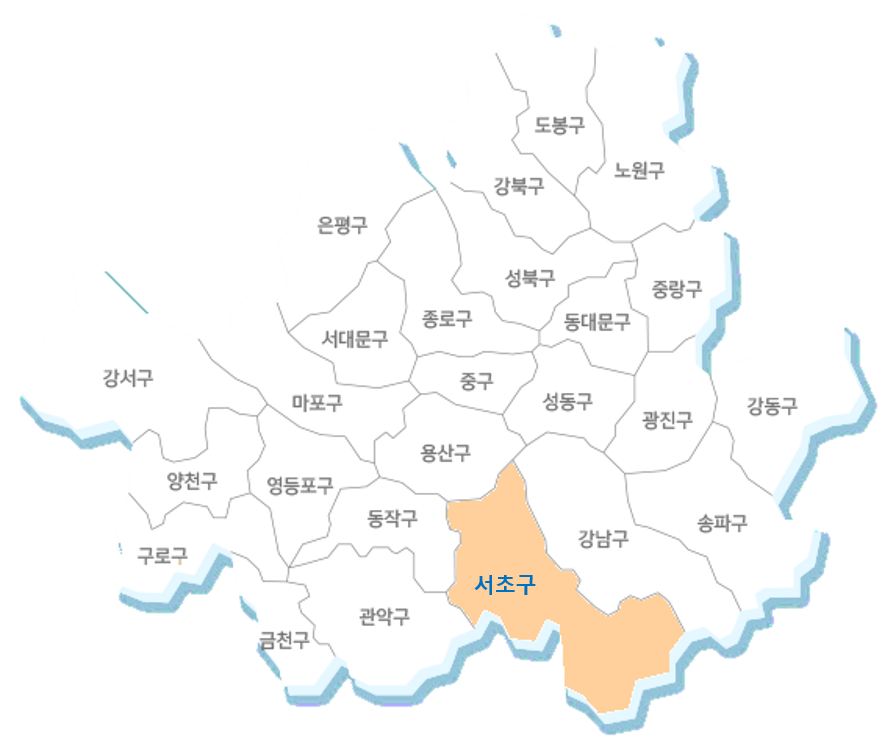 도봉구
노원구
강북구
은평구
성북구
중랑구
종로구
동대문구
서대문구
강서구
중구
마포구
성동구
강동구
광진구
용산구
양천구
영등포구
동작구
송파구
강남구
구로구
서초구
관악구
금천구